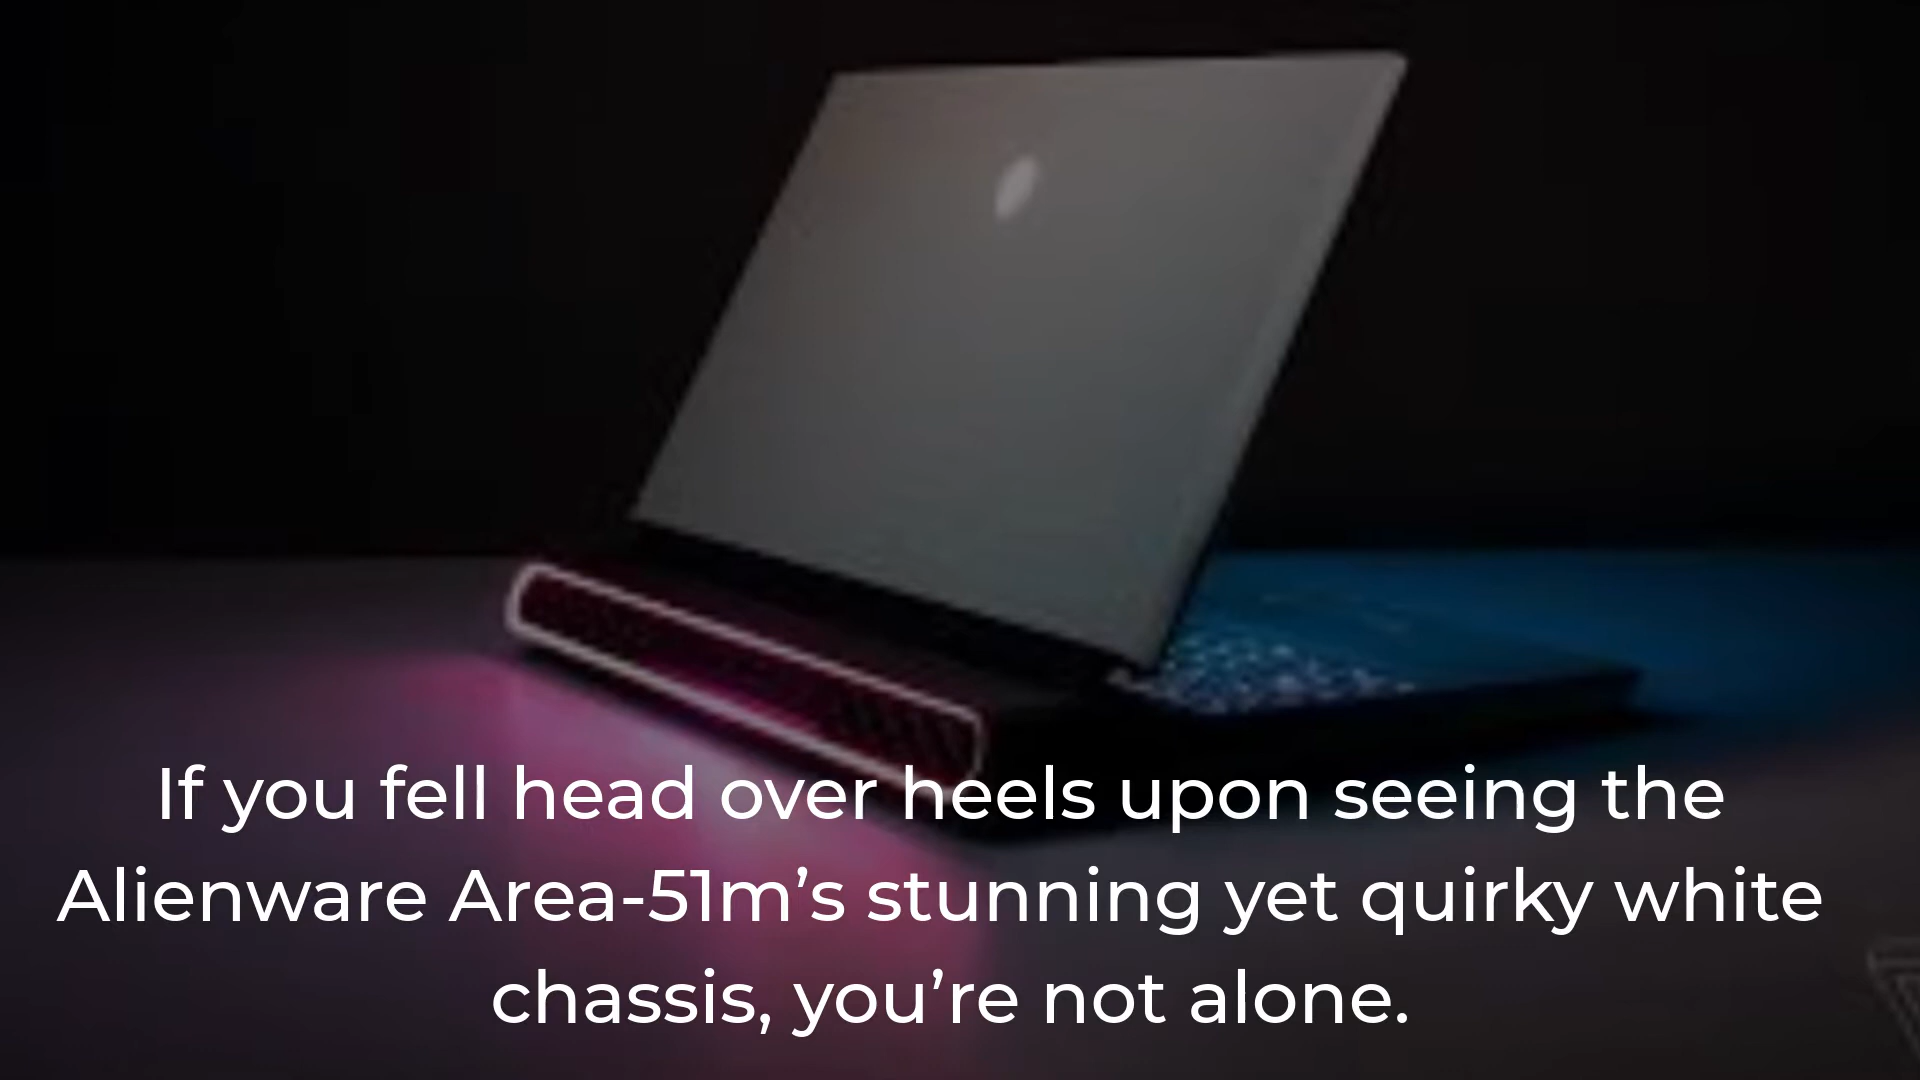 If you fell head over heels upon seeing the
Alienware Area-51m’s stunning yet quirky white
chassis, you’re not alone.